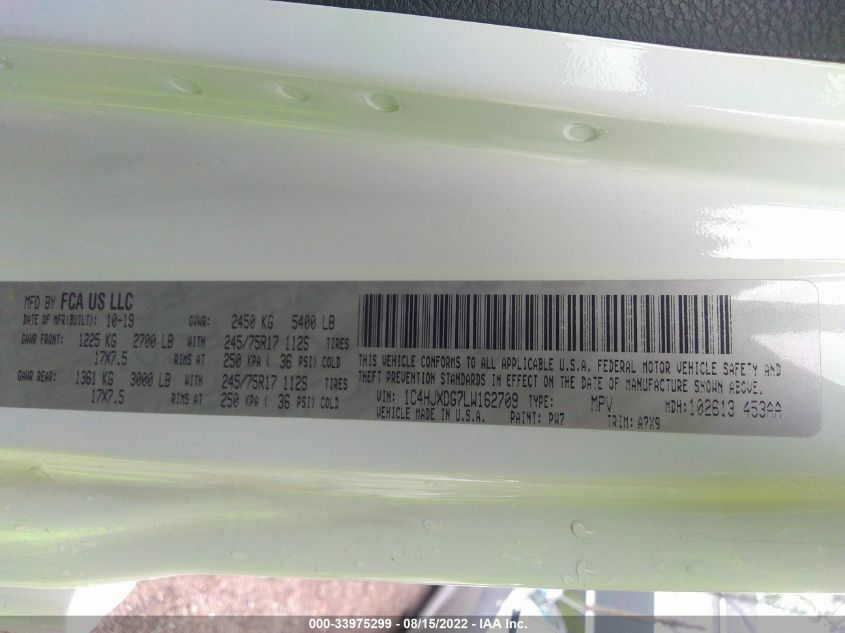 MFD BY FCA US LLC
DATE OF MFR(BUILT): 10-19 GVWR: 2450 KG 5400 LB
GAWR FRONT: 1225 KG 2700 LB WITH 245/75R17 112S TIRES
17X7.5 RIMS AT 250 KPA ( 36 PSI) COLD
GAWR REAR: 1361 KG 3000 LB WITH 245/75R17 112S TIRES
17X7.5 RIMS AT 250 KPA ( 36 PSI) COLD
THIS VEHICLE CONFORMS TO ALL APPLICABLE U.S.A. FEDERAL MOTOR VEHICLE SAFETY AND
THEFT PREVENTION STANDARDS IN EFFECT ON THE DATE OF MANUFACTURE SHOWN ABOVE.
VIN: 1C4HJXDG7LW162709 TYPE: MPV MDH: 102613 453AA
VEHICLE MADE IN U.S.A. PAINT: PW7 TRIM: A7X9
000-33975299 - 08/15/2022 - IAA Inc.